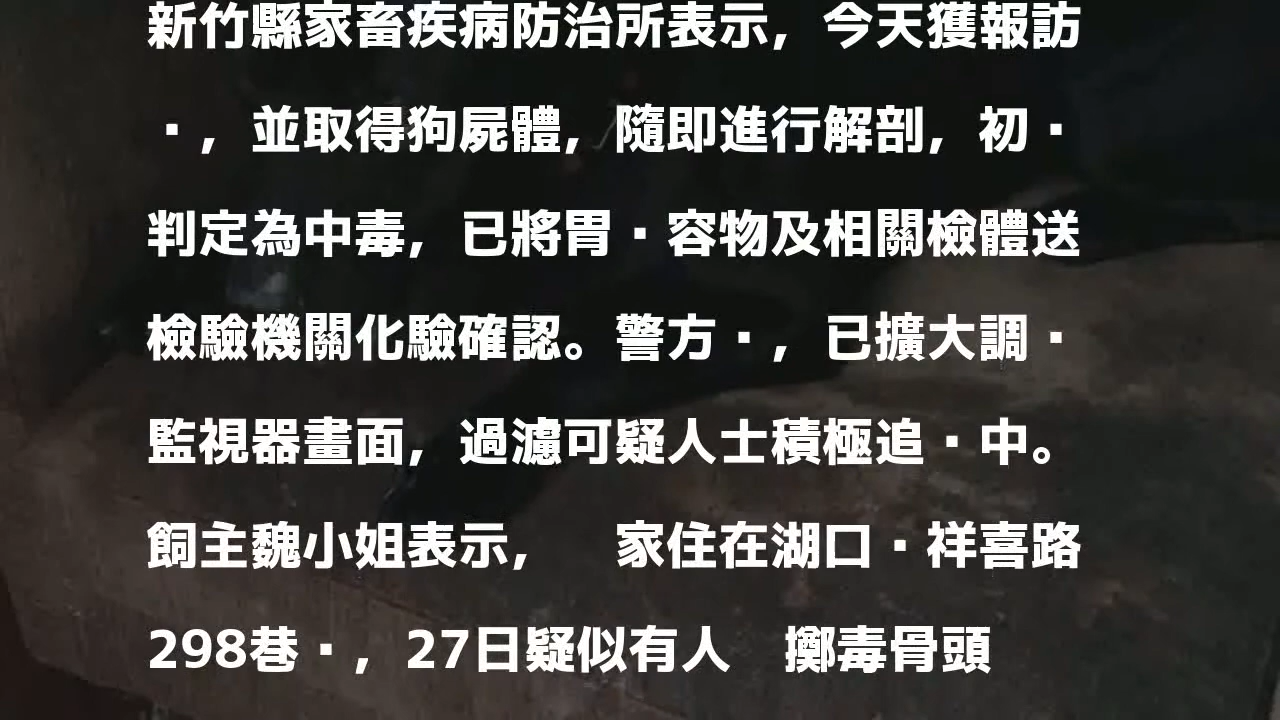 新竹縣家畜疾病防治所表示，今天獲報訪
·，並取得狗屍體，隨即進行解剖，初·
判定為中毒，已將胃·容物及相關檢體送
檢驗機關化驗確認。警方·，已擴大調·
監視器畫面，過濾可疑人士積極追·中。
飼主魏小姐表示，　家住在湖口·祥喜路
298巷·，27日疑似有人　擲毒骨頭